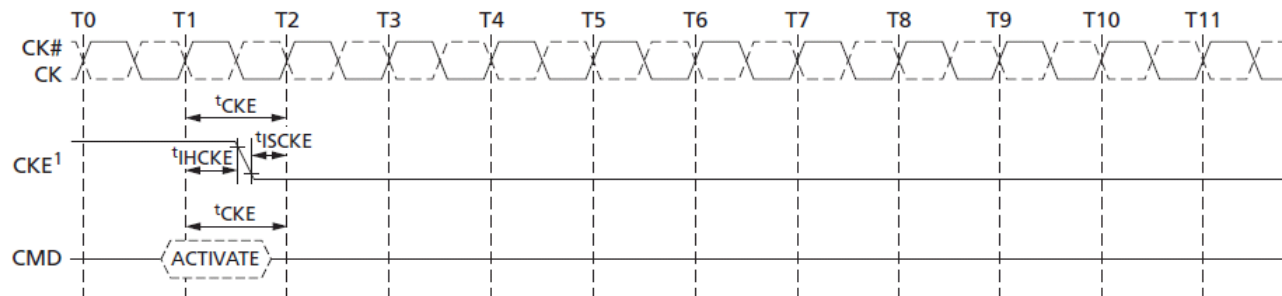 T0 T1 T2 T3 T4 T5 T6 T7 T8 T9 T10 T11
CK#
CK
tCKE
tISCKE
CKE1
tIHCKE
tCKE
CMD
ACTIVATE